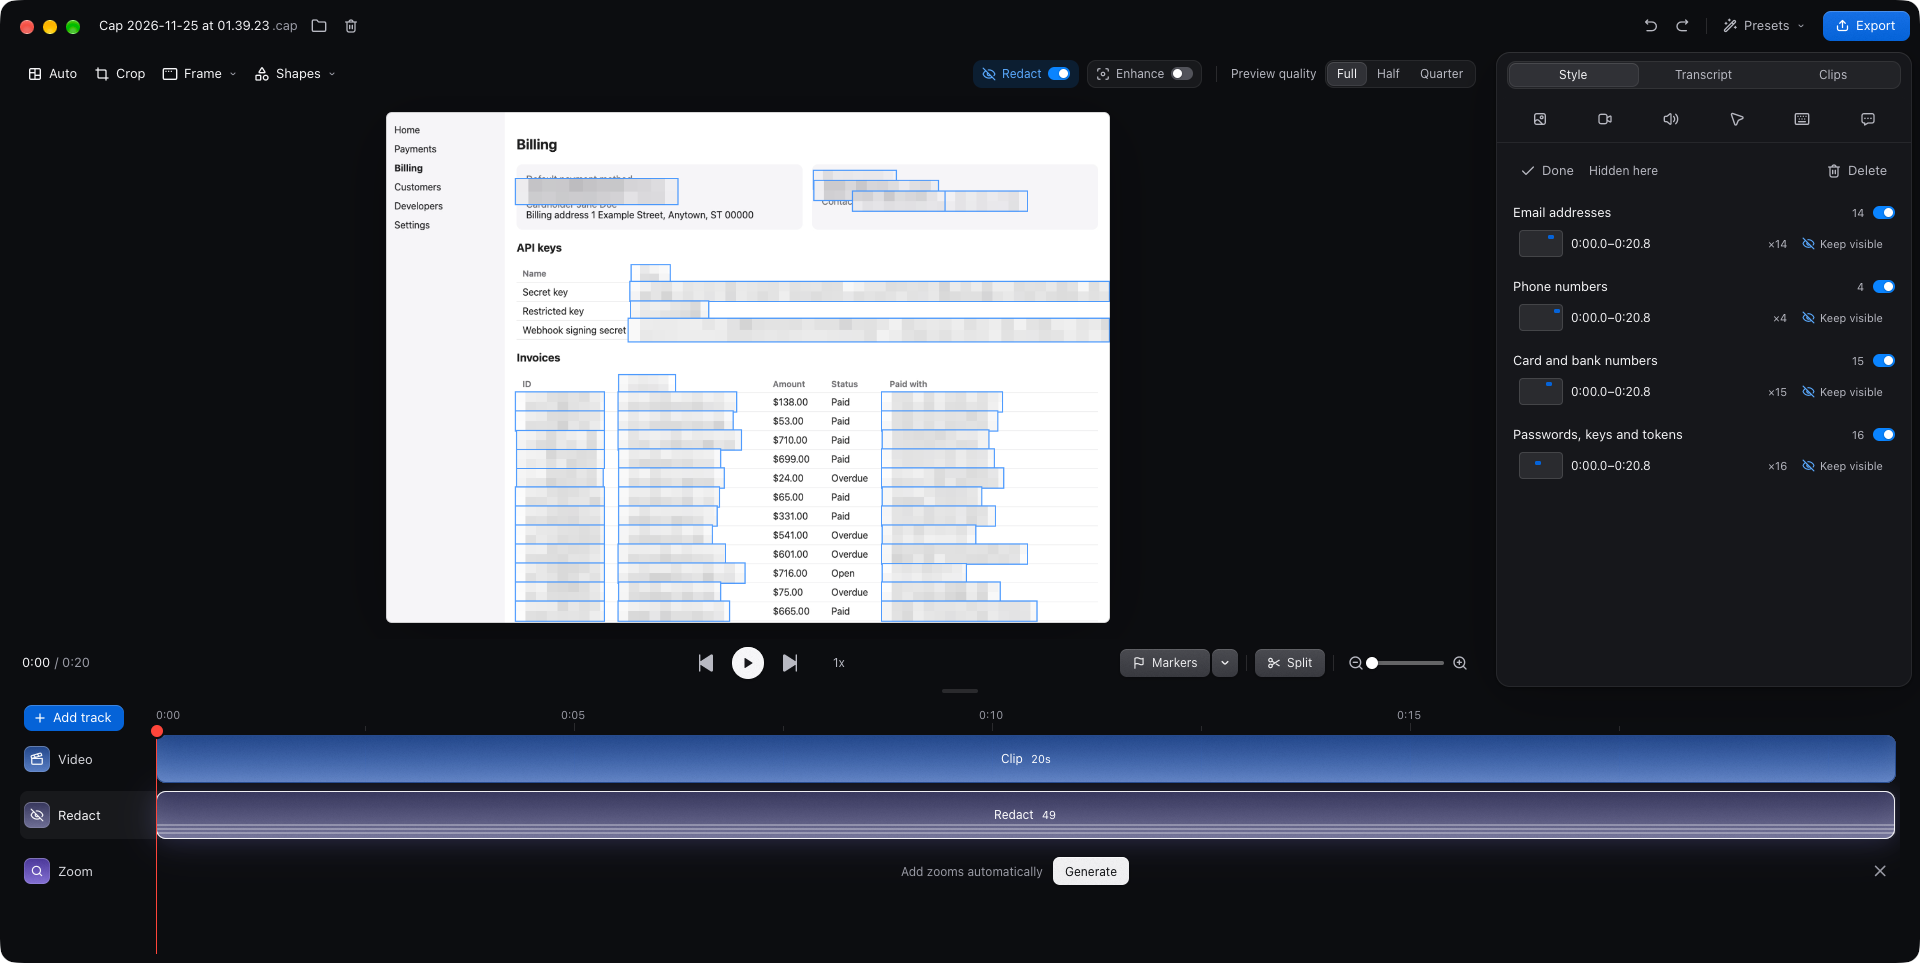 Cap 2026-11-25 at 01.39.23 .cap
Presets
Export
Auto Crop Frame Shapes
Redact Enhance Preview quality Full Half Quarter
Style Transcript Clips
Home
Payments
Billing
Customers
Developers
Settings
Billing
Billing address 1 Example Street, Anytown, ST 00000
API keys
Name
Secret key
Restricted key
Webhook signing secret
Invoices
ID Amount Status Paid with
$138.00 Paid
$53.00 Paid
$710.00 Paid
$699.00 Paid
$24.00 Overdue
$65.00 Paid
$331.00 Paid
$541.00 Overdue
$601.00 Overdue
$716.00 Open
$75.00 Overdue
$665.00 Paid
Done Hidden here Delete
Email addresses 14
0:00.0–0:20.8 ×14 Keep visible
Phone numbers 4
0:00.0–0:20.8 ×4 Keep visible
Card and bank numbers 15
0:00.0–0:20.8 ×15 Keep visible
Passwords, keys and tokens 16
0:00.0–0:20.8 ×16 Keep visible
0:00 / 0:20
1x
Markers Split
Add track
0:00 0:05 0:10 0:15
Video
Clip 20s
Redact
Redact 49
Zoom
Add zooms automatically Generate